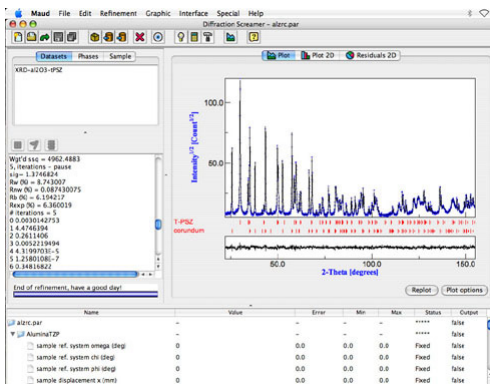 Maud File Edit Refinement Graphic Interface Special Help
Diffraction Screamer - alzrc.par
Datasets Phases Sample
XRD-al2O3-tPSZ
Wgt'd ssq = 4962.4883
5, iterations - pause
sig= 1.3746824
Rw (%) = 8.743007
Rnw (%) = 0.087430075
Rb (%) = 6.194217
Rexp (%) = 6.360019
# iterations = 5
0 0.0030142753
1 4.4746394
2 0.2611406
3 0.005221949​4
4 4.3199703E-5
5 1.2580108E-7
6 0.34816822
End of refinement, have a good day!
Plot Plot 2D Residuals 2D
Intensity^1/2 [Count^1/2]
100.0
50.0
T-PSZ
corundum
50.0 100.0 150.0
2-Theta [degrees]
Replot Plot options
Name Value Error Min Max Status Output
alzrc.par - - - - ***** false
AluminaTZP - - - - ***** false
sample ref. system omega (deg) 0 0.0 0.0 0.0 Fixed false
sample ref. system chi (deg) 0 0.0 0.0 0.0 Fixed false
sample ref. system phi (deg) 0 0.0 0.0 0.0 Fixed false
sample displacement x (mm) 0 0.0 0.0 0.0 Fixed false